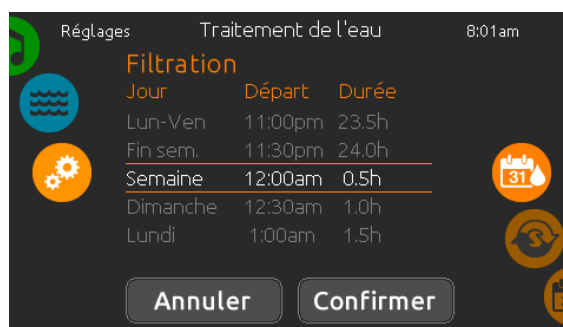 Réglages Traitement de l'eau 8:01am
Filtration
Jour Départ Durée
Lun-Ven 11:00pm 23.5h
Fin sem. 11:30pm 24.0h
Semaine 12:00am 0.5h
31
Dimanche 12:30am 1.0h
Lundi 1:00am 1.5h
Annuler Confirmer